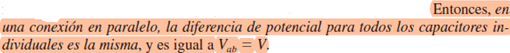 Entonces, en
una conexión en paralelo, la diferencia de potencial para todos los capacitores in-
dividuales es la misma, y es igual a Vab = V.